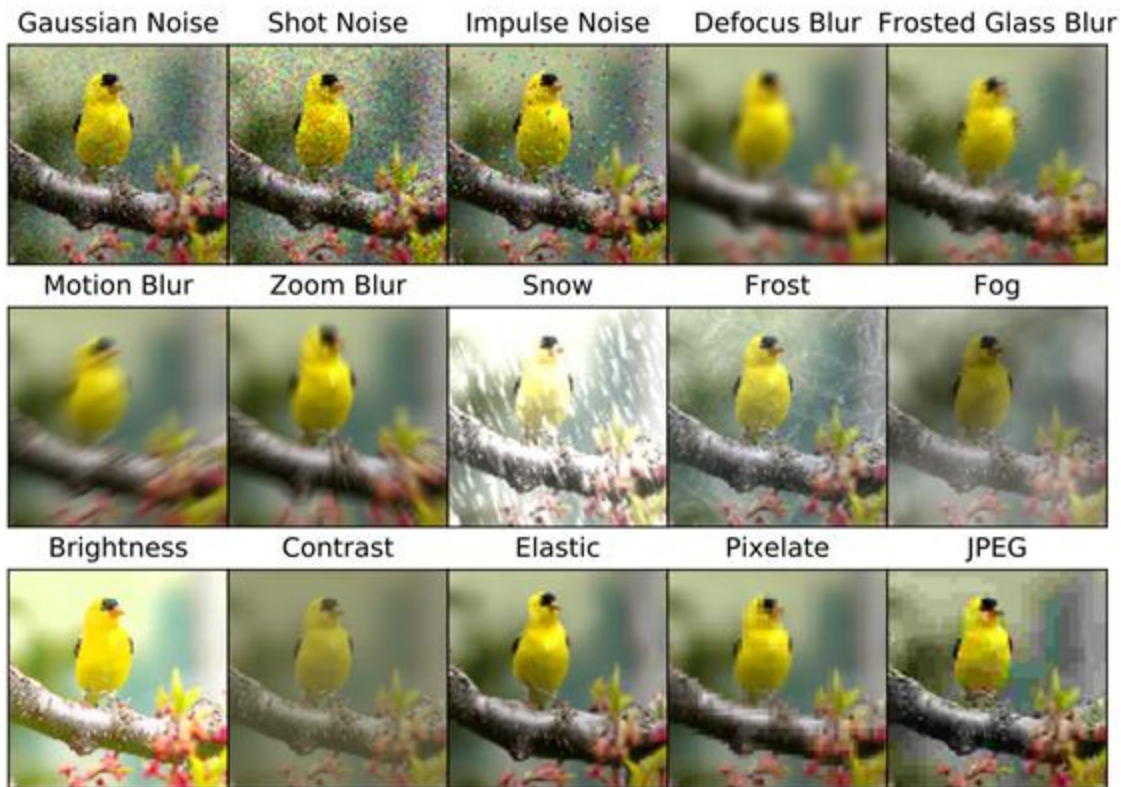 Gaussian Noise Shot Noise Impulse Noise Defocus Blur Frosted Glass Blur
Motion Blur Zoom Blur Snow Frost Fog
Brightness Contrast Elastic Pixelate JPEG